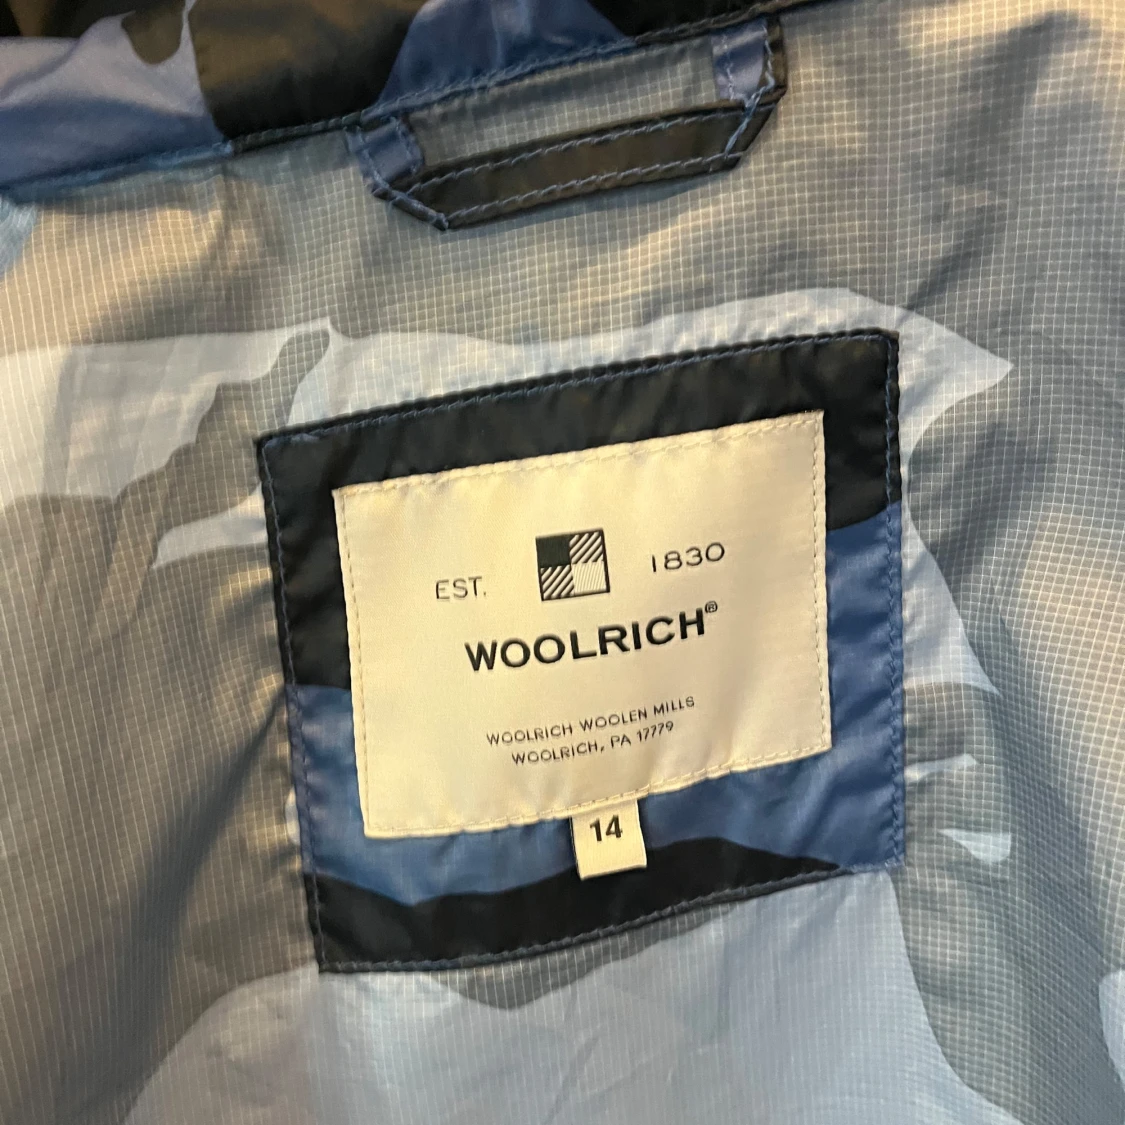 EST. 1830
WOOLRICH®
WOOLRICH WOOLEN MILLS
WOOLRICH, PA 17779
14